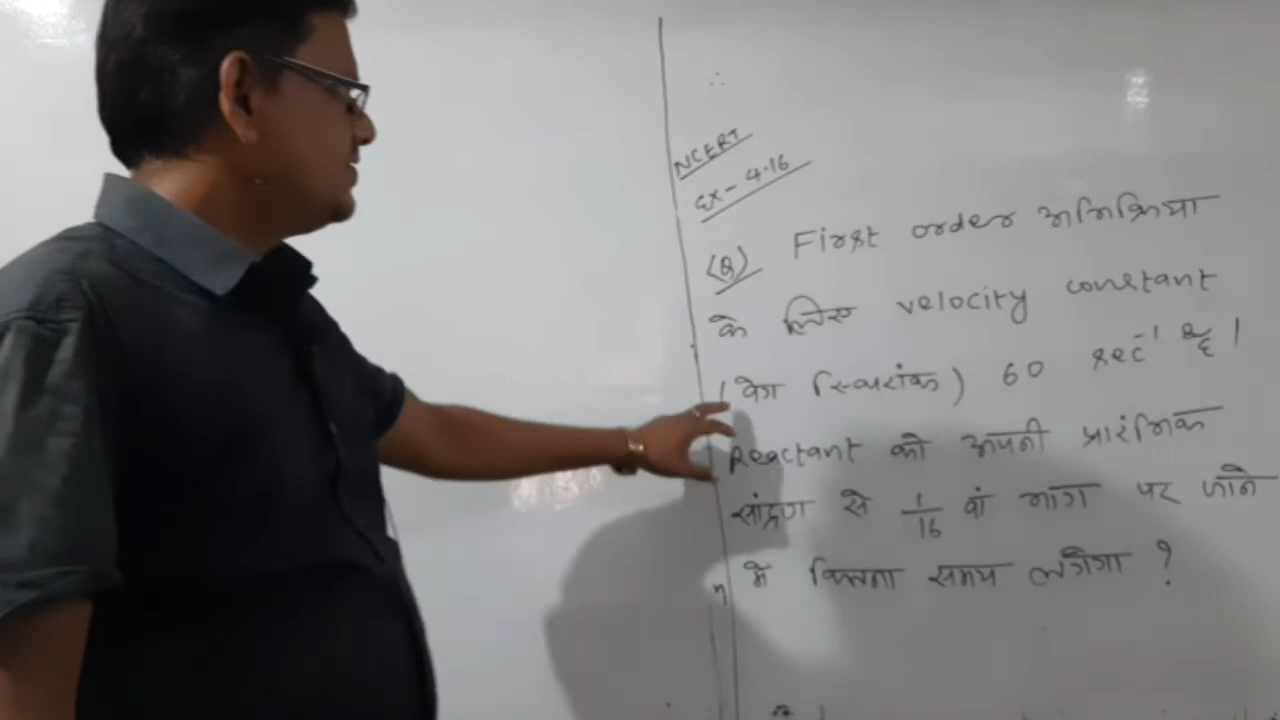 NCERT
Ex- 4.16
(Q) First order अभिक्रिया
के लिए velocity constant
(वेग स्थिरांक) 60 sec⁻¹ है।
Reactant को अपनी प्रारंभिक
सांद्रण से 1/16 वां भाग पर जाने
में कितना समय लगेगा ?